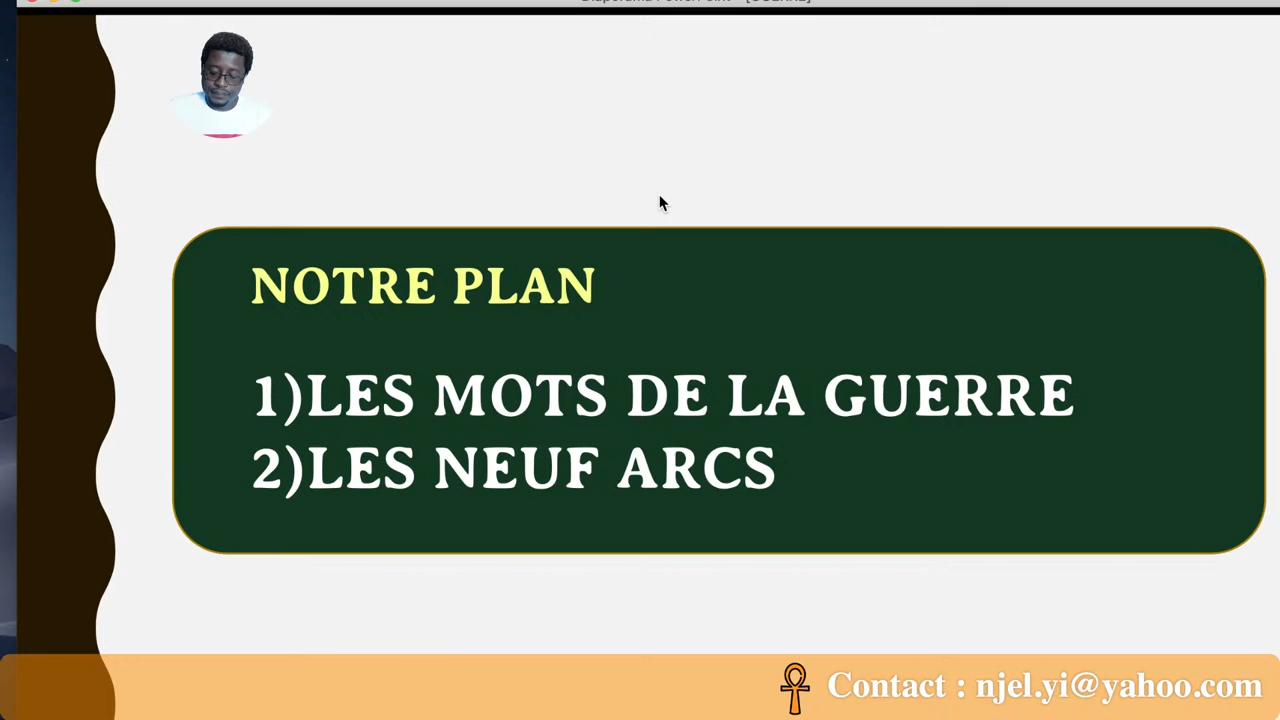 NOTRE PLAN
1)LES MOTS DE LA GUERRE
2)LES NEUF ARCS
Contact : njel.yi@yahoo.com